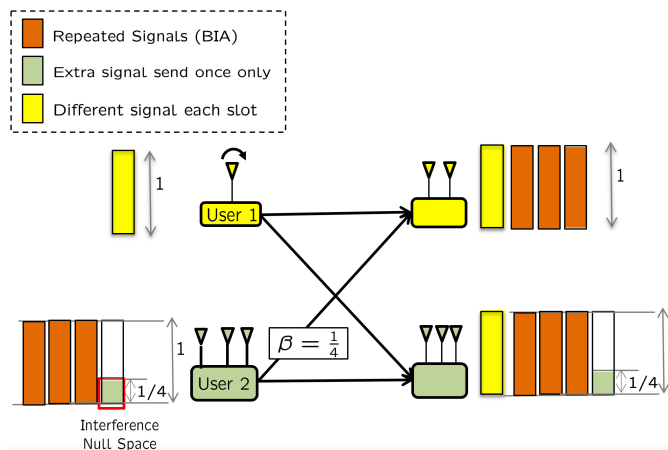 Repeated Signals (BIA)
Extra signal send once only
Different signal each slot
1
User 1
1
β = 1/4
1
1/4
User 2
1/4
Interference
Null Space